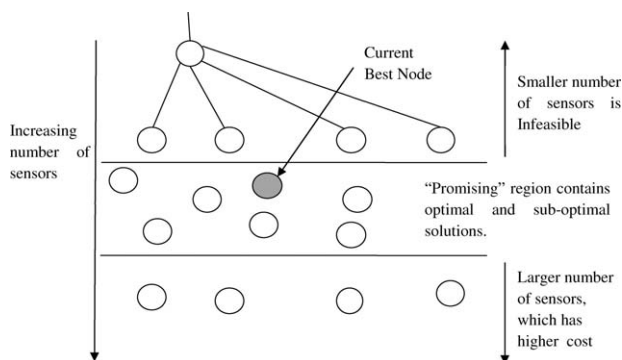 Current
Best Node
Smaller number
of sensors is
Infeasible
Increasing
number of
sensors
“Promising” region contains
optimal and sub-optimal
solutions.
Larger number
of sensors,
which has
higher cost